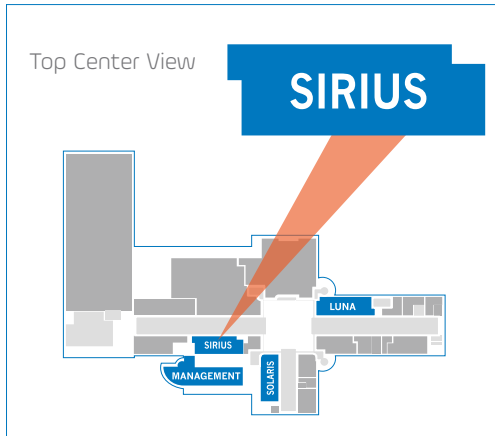 Top Center View
SIRIUS
LUNA
SIRIUS
MANAGEMENT
SOLARIS